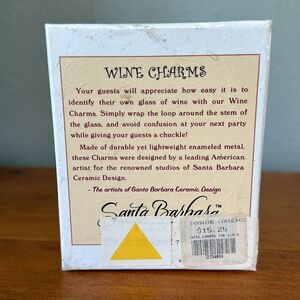 WINE CHARMS
Your guests will appreciate how easy it is to
identify their own glass of wine with our Wine
Charms. Simply wrap the loop around the stem of
the glass, and avoid confusion at your next party
while giving your guests a chuckle!
Made of durable yet lightweight enameled metal,
these Charms were designed by a leading American
artist for the renowned studios of Santa Barbara
Ceramic Design.
- The artists of Santa Barbara Ceramic Design
Santa Barbara™
DOMAINE CARNEROS
$15.25